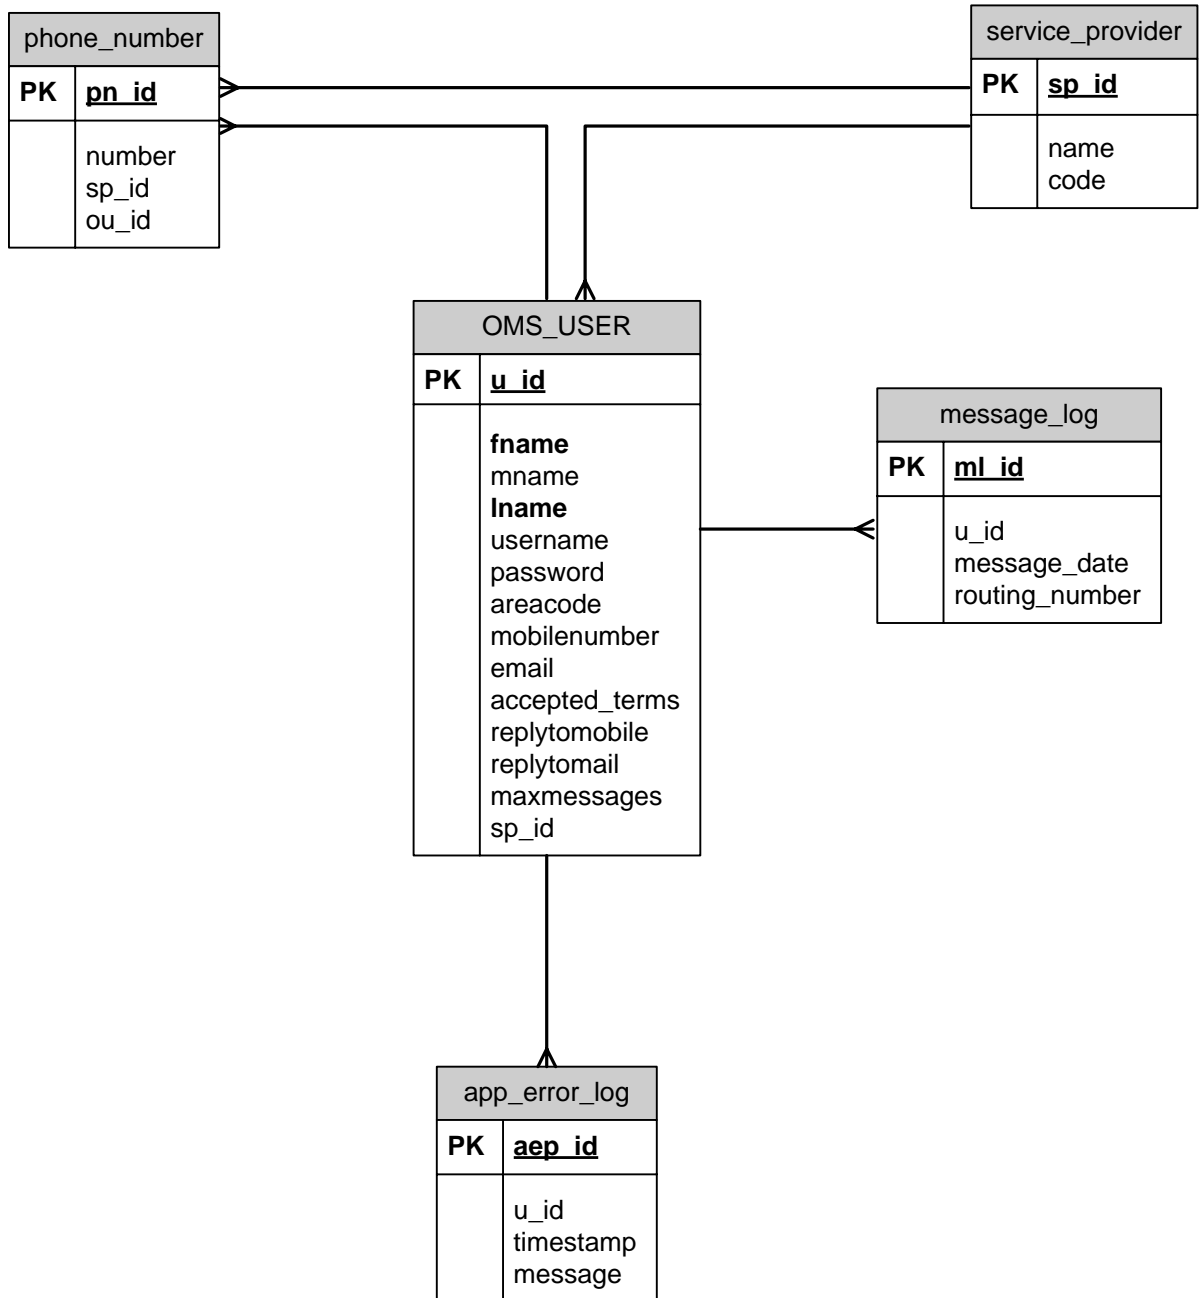 phone_number
PK pn_id
number
sp_id
ou_id
service_provider
PK sp_id
name
code
OMS_USER
PK u_id
fname
mname
lname
username
password
areacode
mobilenumber
email
accepted_terms
replytomobile
replytomail
maxmessages
sp_id
message_log
PK ml_id
u_id
message_date
routing_number
app_error_log
PK aep_id
u_id
timestamp
message